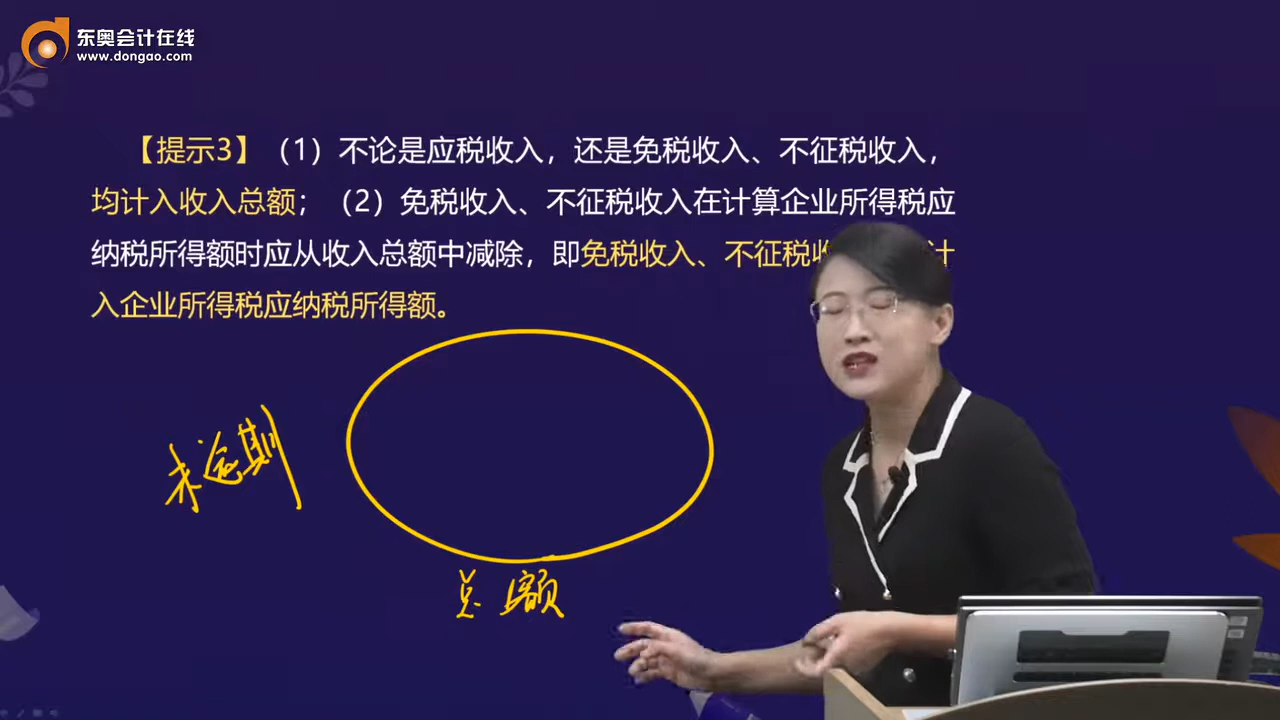 东奥会计在线
www.dongao.com
【提示3】（1）不论是应税收入，还是免税收入、不征税收入，
均计入收入总额；（2）免税收入、不征税收入在计算企业所得税应
纳税所得额时应从收入总额中减除，即免税收入、不征税收 计
入企业所得税应纳税所得额。
未逾期
总额